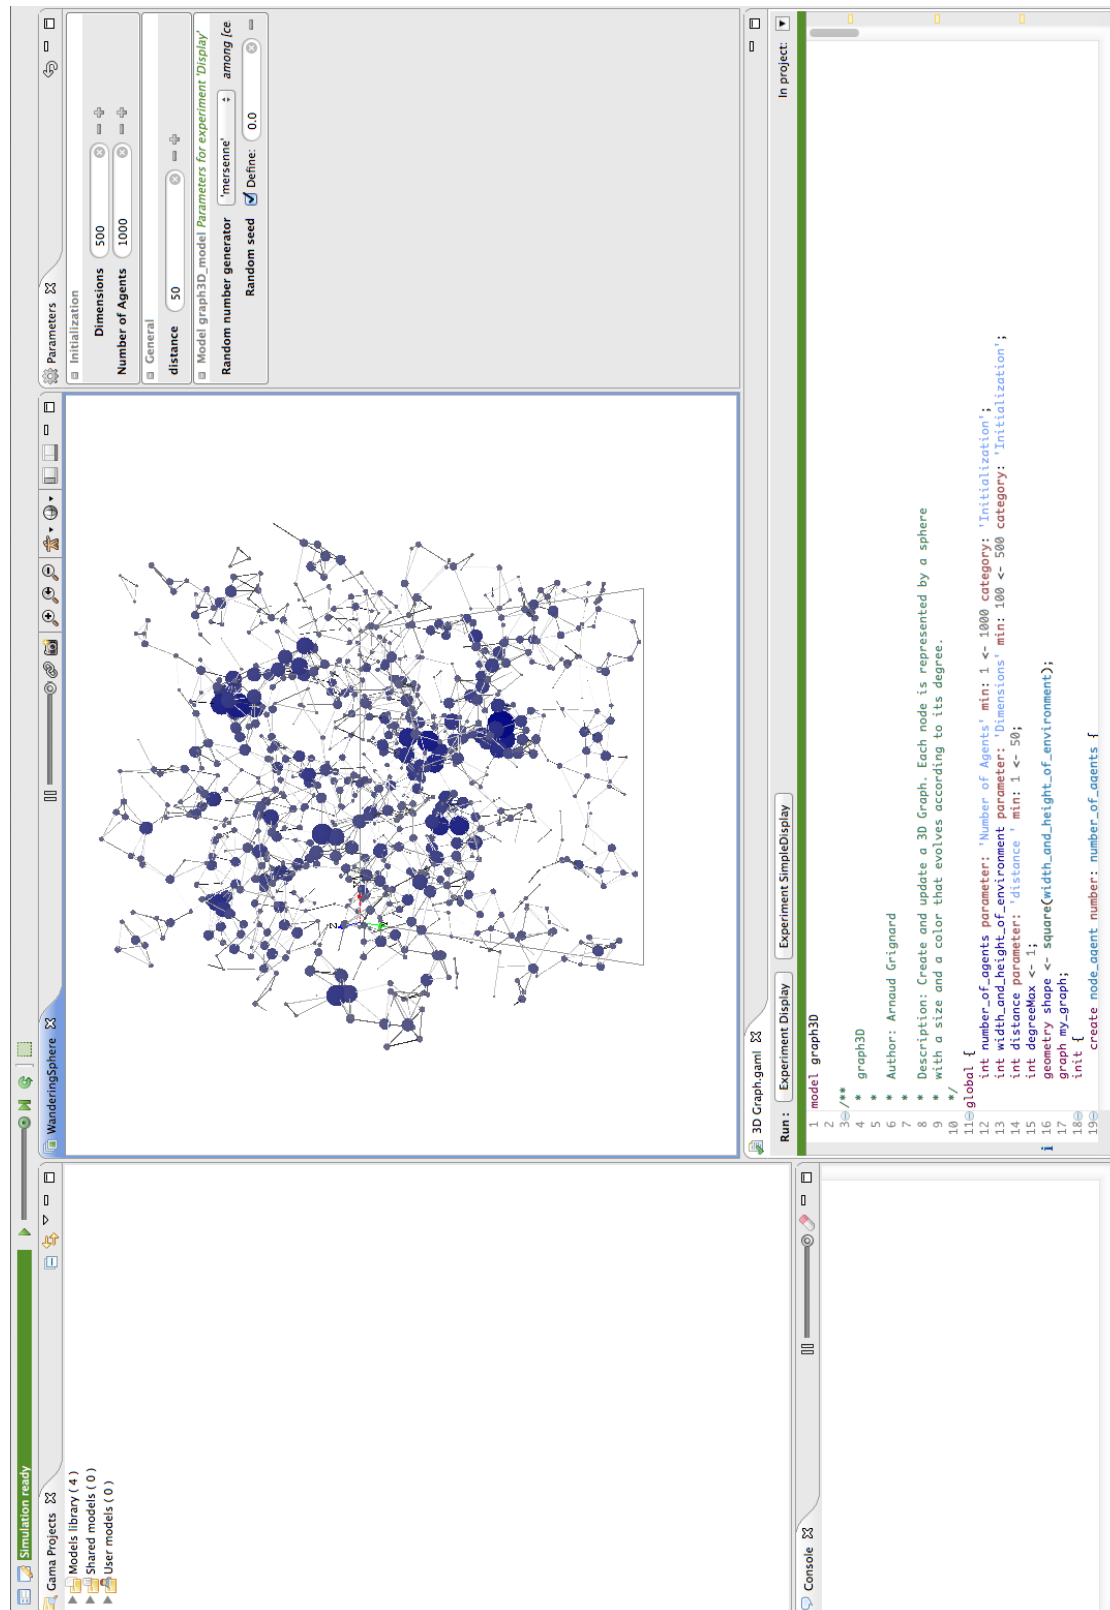 Simulation ready
Gama Projects
Models library ( 4 )
Shared models ( 0 )
User models ( 0 )
Console
WanderingSphere
Z
Parameters
Initialization
Dimensions 500
Number of Agents 1000
General
distance 50
Model graph3D_model Parameters for experiment 'Display'
Random number generator 'mersenne' among [ce
Random seed Define: 0.0
3D Graph.gaml
Run : Experiment Display Experiment SimpleDisplay In project:
1 model graph3D
2
3 /**
4 * graph3D
5 *
6 * Author: Arnaud Grignard
7 *
8 * Description: Create and update a 3D Graph. Each node is represented by a sphere
9 * with a size and a color that evolves according to its degree.
10 */
11 global {
12 int number_of_agents parameter: 'Number of Agents' min: 1 <- 1000 category: 'Initialization';
13 int width_and_height_of_environment parameter: 'Dimensions' min: 100 <- 500 category: 'Initialization';
14 int distance parameter: 'distance ' min: 1 <- 50;
15 int degreeMax <- 1;
16 geometry shape <- square(width_and_height_of_environment);
17 graph my_graph;
18 init {
19 create node_agent number: number_of_agents {